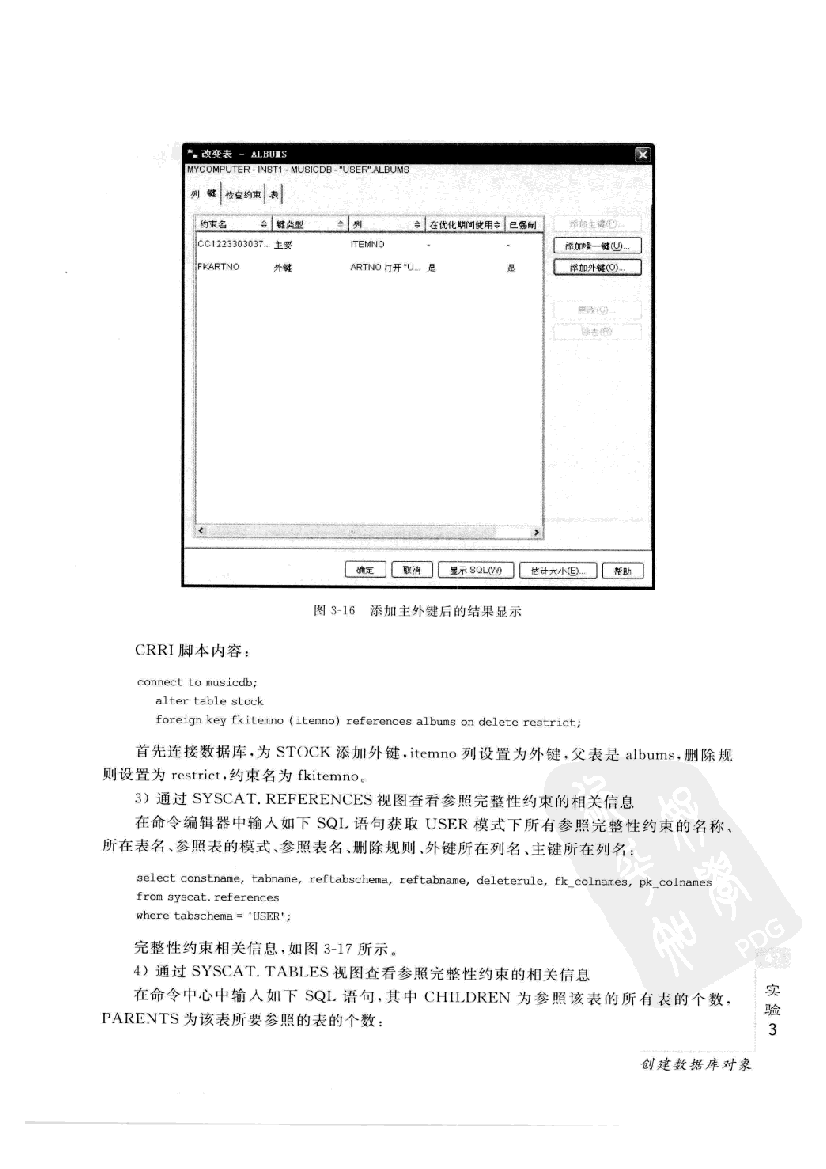 改变表 - ALBUMS
MYCOMPUTER - INST1 - MUSICDB - "USER".ALBUMS
列 键 检查约束 表
约束名 键类型 列 在优化期间使用 已强制 添加主键(P)...
CC1223303037... 主要 ITEMNO - - 添加唯一键(U)...
FKARTNO 外键 ARTNO 打开 "U... 是 是 添加外键(O)...
更改(G)...
除去(R)
确定 取消 显示 SQL(W) 估计大小(E)... 帮助
图 3-16 添加主外键后的结果显示
CRRI 脚本内容:
connect to musicdb;
alter table stock
foreign key fkitemno (itemno) references albums on delete restrict;
首先连接数据库,为 STOCK 添加外键,itemno 列设置为外键,父表是 albums,删除规
则设置为 restrict,约束名为 fkitemno。
3) 通过 SYSCAT. REFERENCES 视图查看参照完整性约束的相关信息
在命令编辑器中输入如下 SQL 语句获取 USER 模式下所有参照完整性约束的名称、
所在表名、参照表的模式、参照表名、删除规则、外键所在列名、主键所在列名:
select constname, tabname, reftabschema, reftabname, deleterule, fk_colnames, pk_colnames
from syscat.references
where tabschema = 'USER';
完整性约束相关信息,如图 3-17 所示。
4) 通过 SYSCAT. TABLES 视图查看参照完整性约束的相关信息
在命令中心中输入如下 SQL 语句,其中 CHILDREN 为参照该表的所有表的个数,
PARENTS 为该表所要参照的表的个数:
PDG
实
验
3
创建数据库对象